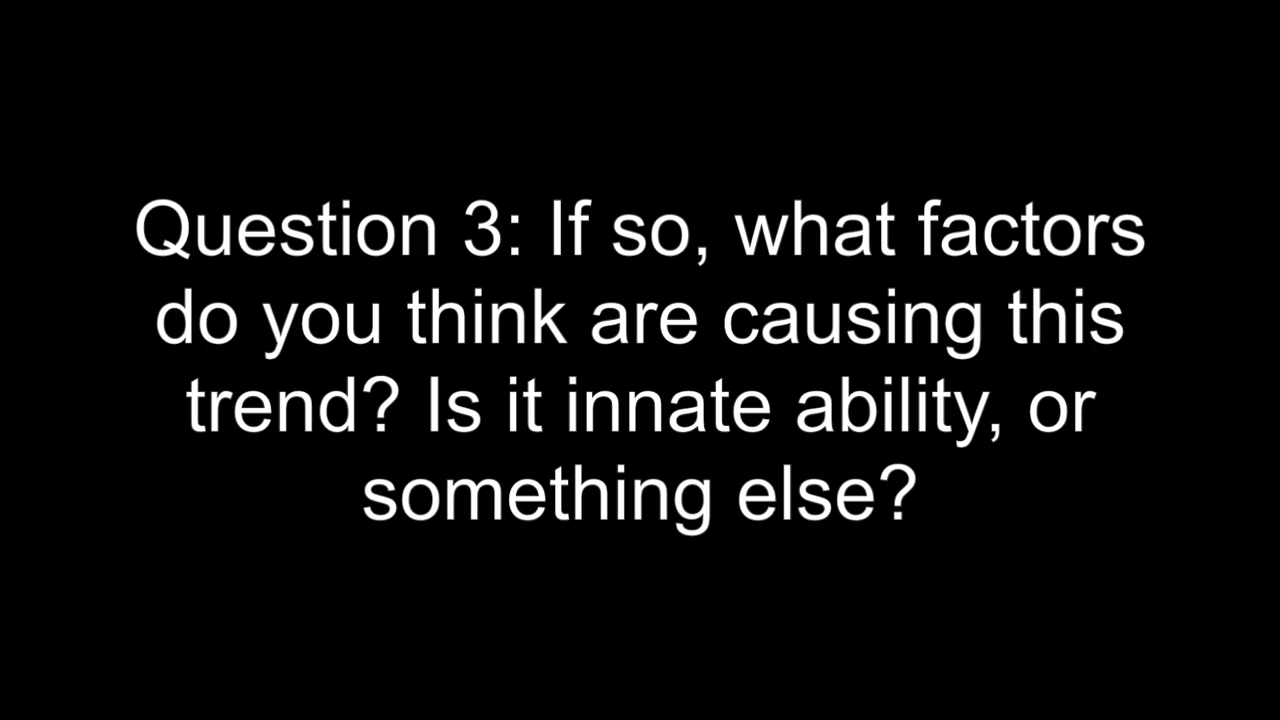 Question 3: If so, what factors
do you think are causing this
trend? Is it innate ability, or
something else?